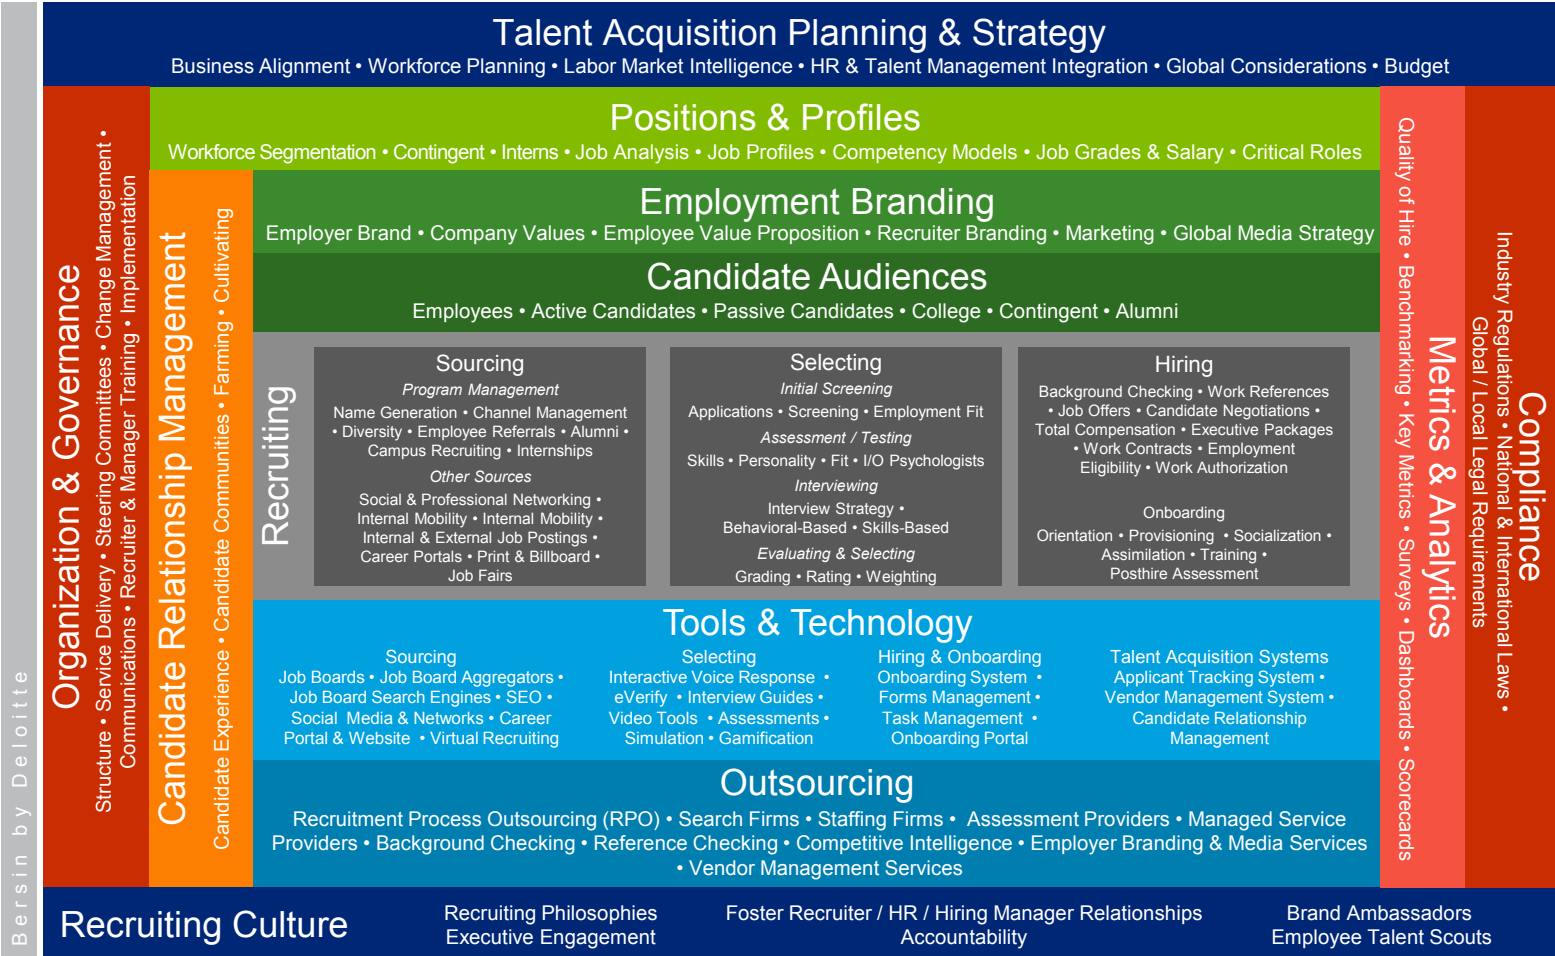 Talent Acquisition Planning & Strategy
Business Alignment • Workforce Planning • Labor Market Intelligence • HR & Talent Management Integration • Global Considerations • Budget
Organization & Governance
Structure • Service Delivery • Steering Committees • Change Management •
Communications • Recruiter & Manager Training • Implementation
Positions & Profiles
Workforce Segmentation • Contingent • Interns • Job Analysis • Job Profiles • Competency Models • Job Grades & Salary • Critical Roles
Candidate Relationship Management
Candidate Experience • Candidate Communities • Farming • Cultivating
Employment Branding
Employer Brand • Company Values • Employee Value Proposition • Recruiter Branding • Marketing • Global Media Strategy
Candidate Audiences
Employees • Active Candidates • Passive Candidates • College • Contingent • Alumni
Recruiting
Sourcing
Program Management
Name Generation • Channel Management
• Diversity • Employee Referrals • Alumni •
Campus Recruiting • Internships
Other Sources
Social & Professional Networking •
Internal Mobility • Internal Mobility •
Internal & External Job Postings •
Career Portals • Print & Billboard •
Job Fairs
Selecting
Initial Screening
Applications • Screening • Employment Fit
Assessment / Testing
Skills • Personality • Fit • I/O Psychologists
Interviewing
Interview Strategy •
Behavioral-Based • Skills-Based
Evaluating & Selecting
Grading • Rating • Weighting
Hiring
Background Checking • Work References
• Job Offers • Candidate Negotiations •
Total Compensation • Executive Packages
• Work Contracts • Employment
Eligibility • Work Authorization
Onboarding
Orientation • Provisioning • Socialization •
Assimilation • Training •
Posthire Assessment
Tools & Technology
Sourcing
Job Boards • Job Board Aggregators •
Job Board Search Engines • SEO •
Social Media & Networks • Career
Portal & Website • Virtual Recruiting
Selecting
Interactive Voice Response •
eVerify • Interview Guides •
Video Tools • Assessments •
Simulation • Gamification
Hiring & Onboarding
Onboarding System •
Forms Management •
Task Management •
Onboarding Portal
Talent Acquisition Systems
Applicant Tracking System •
Vendor Management System •
Candidate Relationship
Management
Outsourcing
Recruitment Process Outsourcing (RPO) • Search Firms • Staffing Firms • Assessment Providers • Managed Service
Providers • Background Checking • Reference Checking • Competitive Intelligence • Employer Branding & Media Services
• Vendor Management Services
Quality of Hire • Benchmarking • Key Metrics • Surveys • Dashboards • Scorecards
Metrics & Analytics
Compliance
Industry Regulations • National & International Laws •
Global / Local Legal Requirements
Recruiting Culture
Recruiting Philosophies
Executive Engagement
Foster Recruiter / HR / Hiring Manager Relationships
Accountability
Brand Ambassadors
Employee Talent Scouts
Bersin by Deloitte